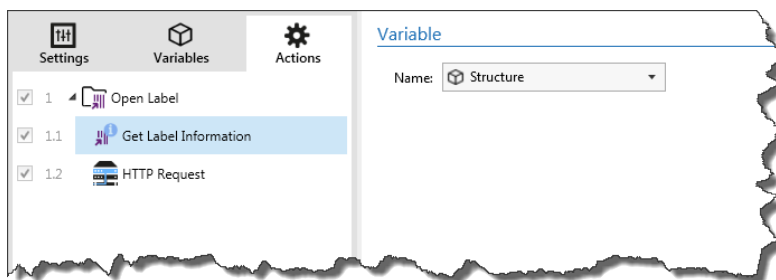 Settings
Variables
Actions
1 Open Label
1.1 Get Label Information
1.2 HTTP Request
Variable
Name: Structure